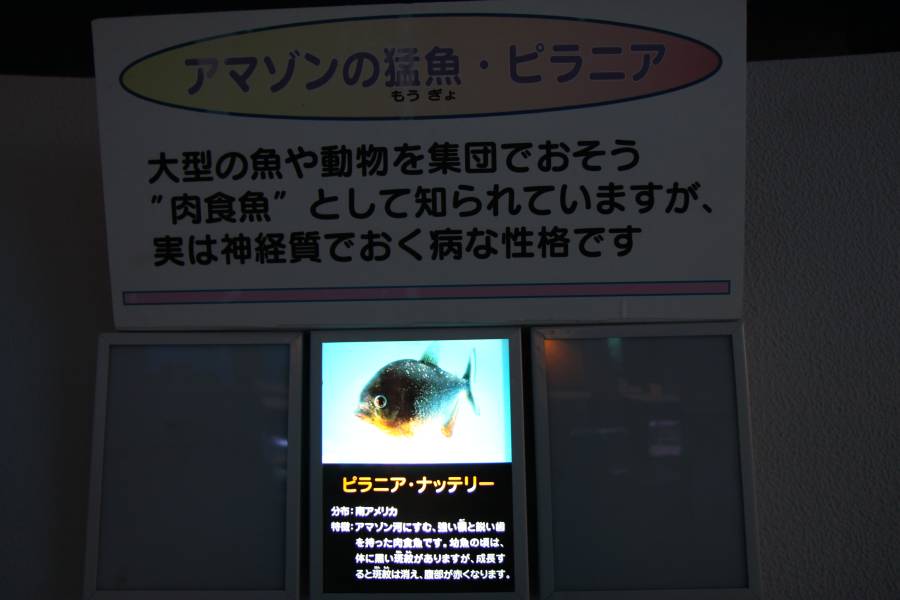 アマゾンの猛魚・ピラニア
もう ぎょ
大型の魚や動物を集団でおそう
”肉食魚”として知られていますが、
実は神経質でおく病な性格です
ピラニア・ナッテリー
分布：南アメリカ
特徴：アマゾン河にすむ、強い顎と鋭い歯
を持った肉食魚です。幼魚の頃は、
体に黒い斑紋がありますが、成長す
ると斑紋は消え、腹部が赤くなります。